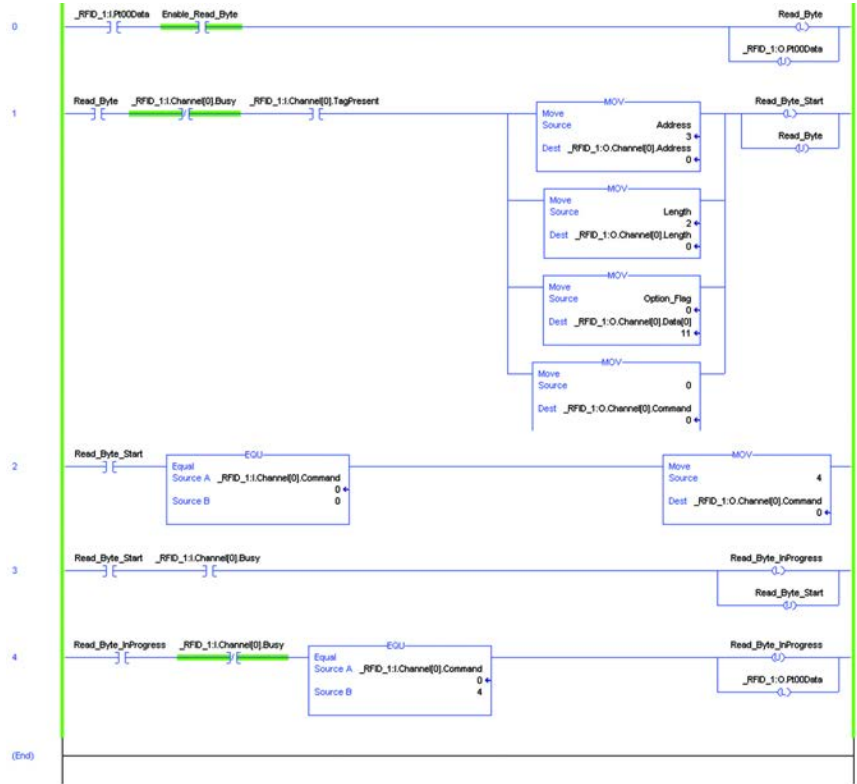 _RFID_1:I.Pt00Data Enable_Read_Byte Read_Byte
0 (L)
_RFID_1:O.Pt00Data
(U)
Read_Byte _RFID_1:I.Channel[0].Busy _RFID_1:I.Channel[0].TagPresent MOV Read_Byte_Start
1 Move (L)
Source Address Read_Byte
3
Dest _RFID_1:O.Channel[0].Address (U)
0
MOV
Move
Source Length
2
Dest _RFID_1:O.Channel[0].Length
0
MOV
Move
Source Option_Flag
0
Dest _RFID_1:O.Channel[0].Data[0]
11
MOV
Move
Source 0
Dest _RFID_1:O.Channel[0].Command
0
Read_Byte_Start EQU MOV
2 Equal Move
Source A _RFID_1:I.Channel[0].Command Source 4
0
Source B 0 Dest _RFID_1:O.Channel[0].Command
0
Read_Byte_Start _RFID_1:I.Channel[0].Busy Read_Byte_InProgress
3 (L)
Read_Byte_Start
(U)
Read_Byte_InProgress _RFID_1:I.Channel[0].Busy EQU Read_Byte_InProgress
4 Equal (U)
Source A _RFID_1:I.Channel[0].Command _RFID_1:O.Pt00Data
0
Source B 4 (L)
(End)